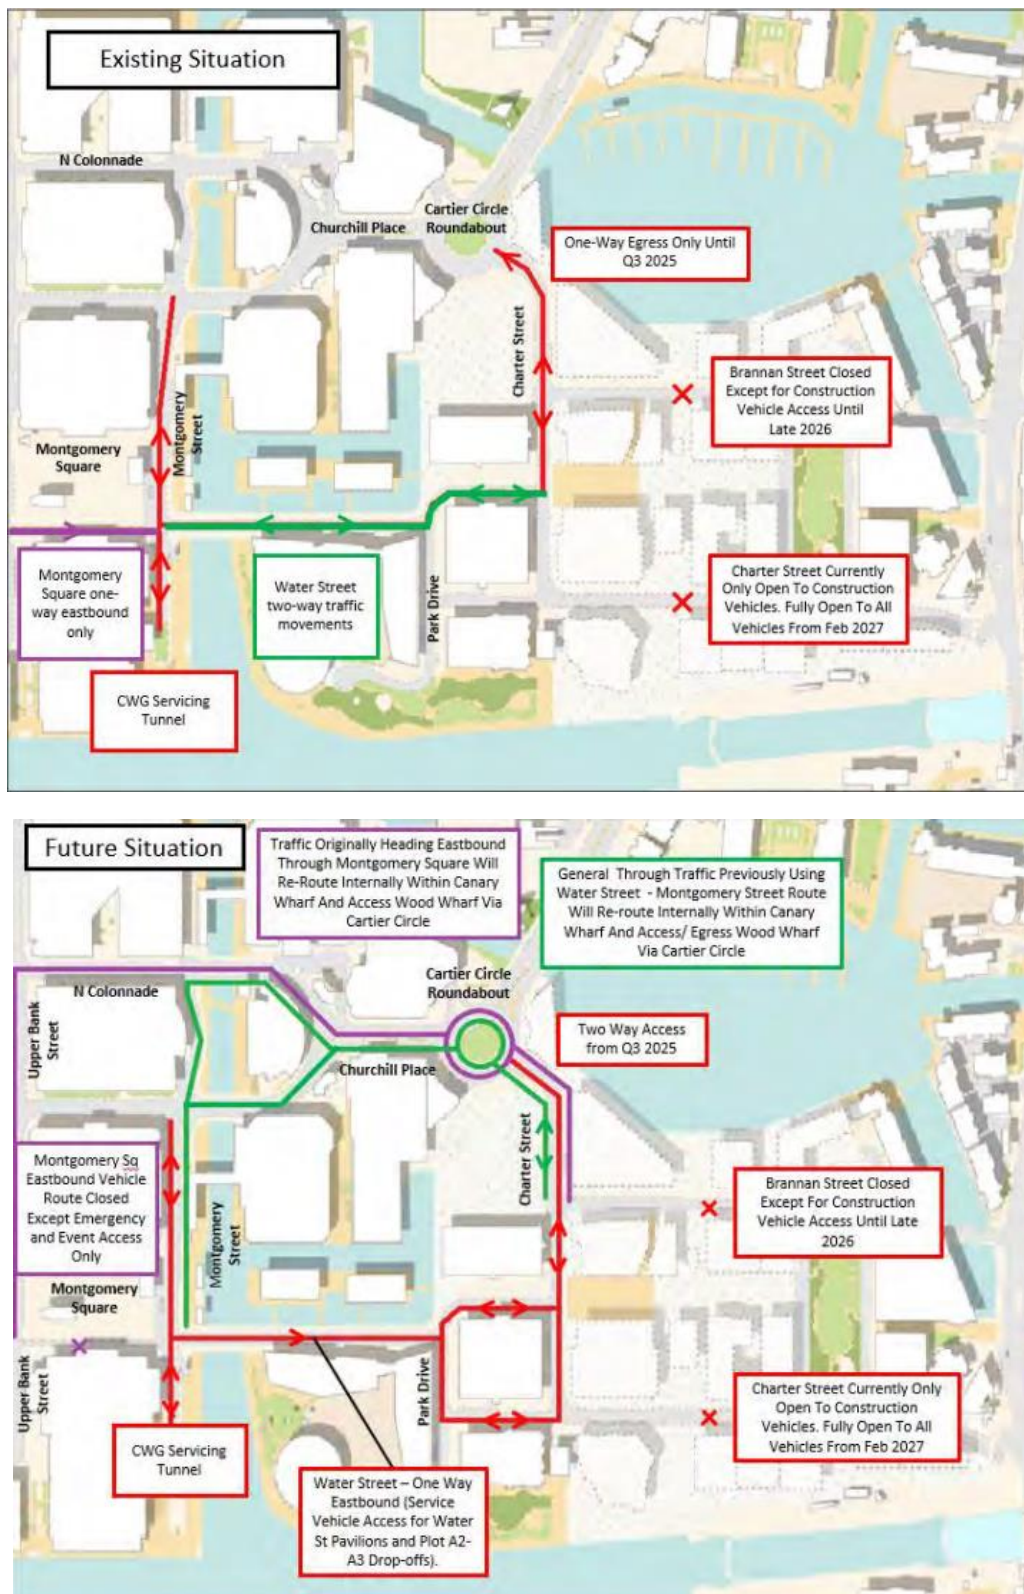 Existing Situation
N Colonnade
Cartier Circle
Roundabout
Churchill Place
One-Way Egress Only Until
Q3 2025
Charter Street
Brannan Street Closed
Except for Construction
Vehicle Access Until
Late 2026
Montgomery
Street
Montgomery
Square
Montgomery
Square one-
way eastbound
only
Water Street
two-way traffic
movements
Park Drive
Charter Street Currently
Only Open To Construction
Vehicles. Fully Open To All
Vehicles From Feb 2027
CWG Servicing
Tunnel
Future Situation
Traffic Originally Heading Eastbound
Through Montgomery Square Will
Re-Route Internally Within Canary
Wharf And Access Wood Wharf Via
Cartier Circle
General Through Traffic Previously Using
Water Street - Montgomery Street Route
Will Re-route Internally Within Canary
Wharf And Access/ Egress Wood Wharf
Via Cartier Circle
N Colonnade
Cartier Circle
Roundabout
Upper Bank
Street
Two Way Access
from Q3 2025
Churchill Place
Charter Street
Montgomery Sq
Eastbound Vehicle
Route Closed
Except Emergency
and Event Access
Only
Brannan Street Closed
Except For Construction
Vehicle Access Until Late
2026
Montgomery
Street
Montgomery
Square
Upper Bank
Street
Park Drive
Charter Street Currently Only
Open To Construction
Vehicles. Fully Open To All
Vehicles From Feb 2027
CWG Servicing
Tunnel
Water Street – One Way
Eastbound (Service
Vehicle Access for Water
St Pavilions and Plot A2-
A3 Drop-offs).